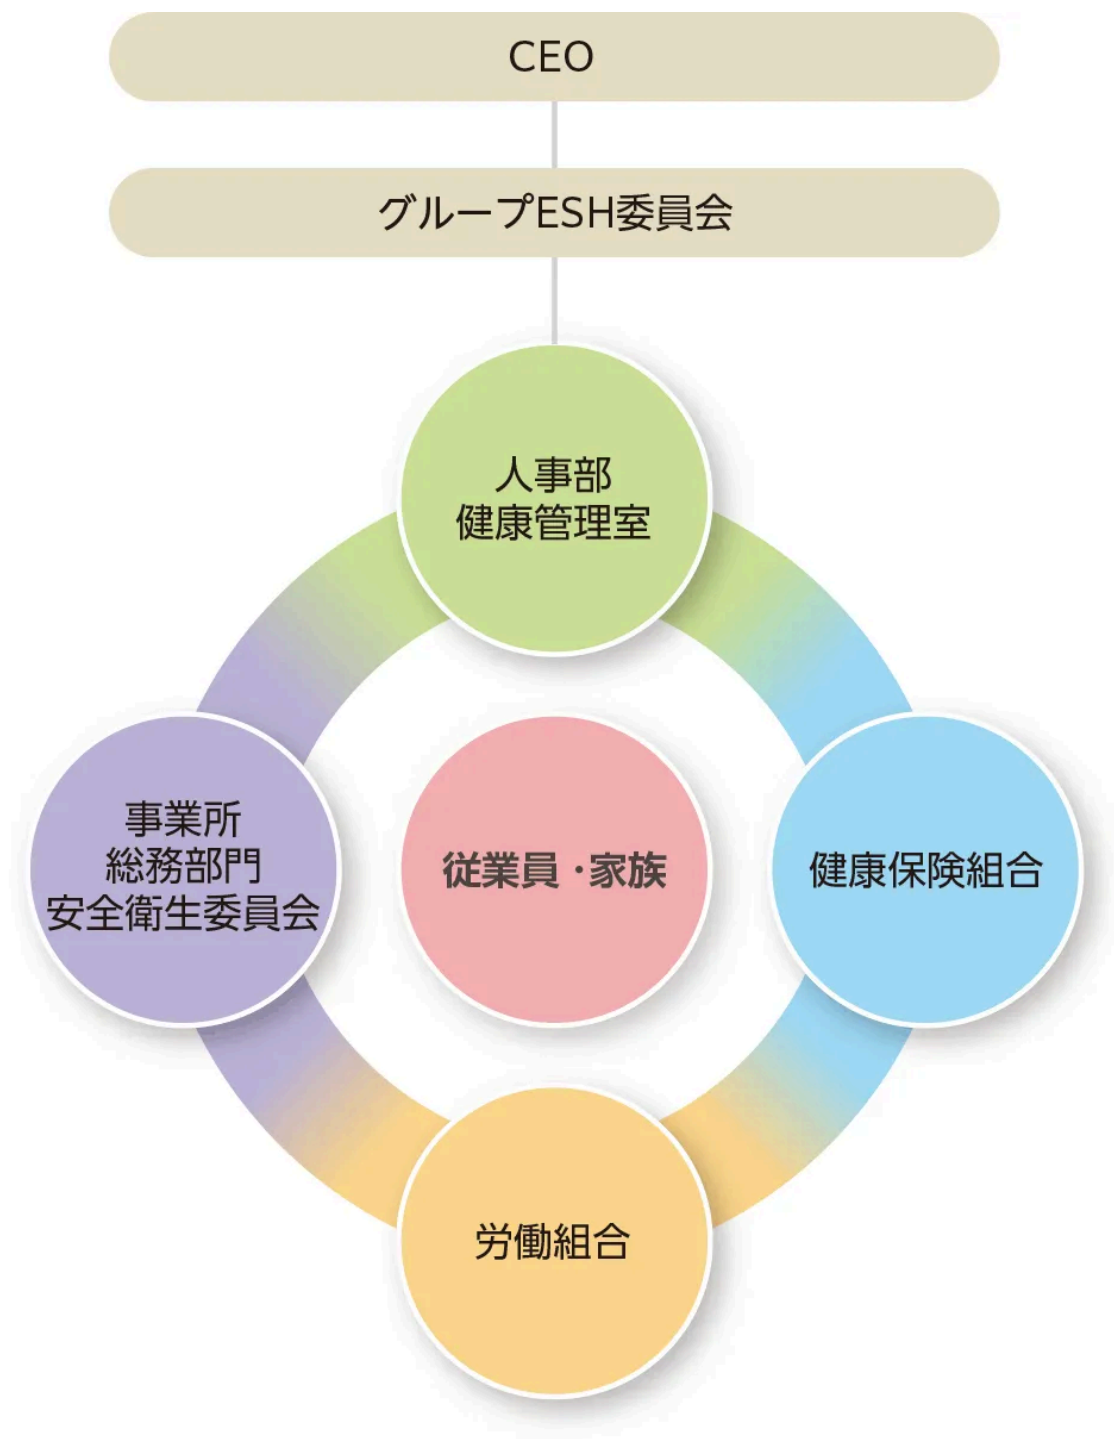 CEO
グループESH委員会
人事部
健康管理室
事業所
総務部門
安全衛生委員会
従業員・家族
健康保険組合
労働組合